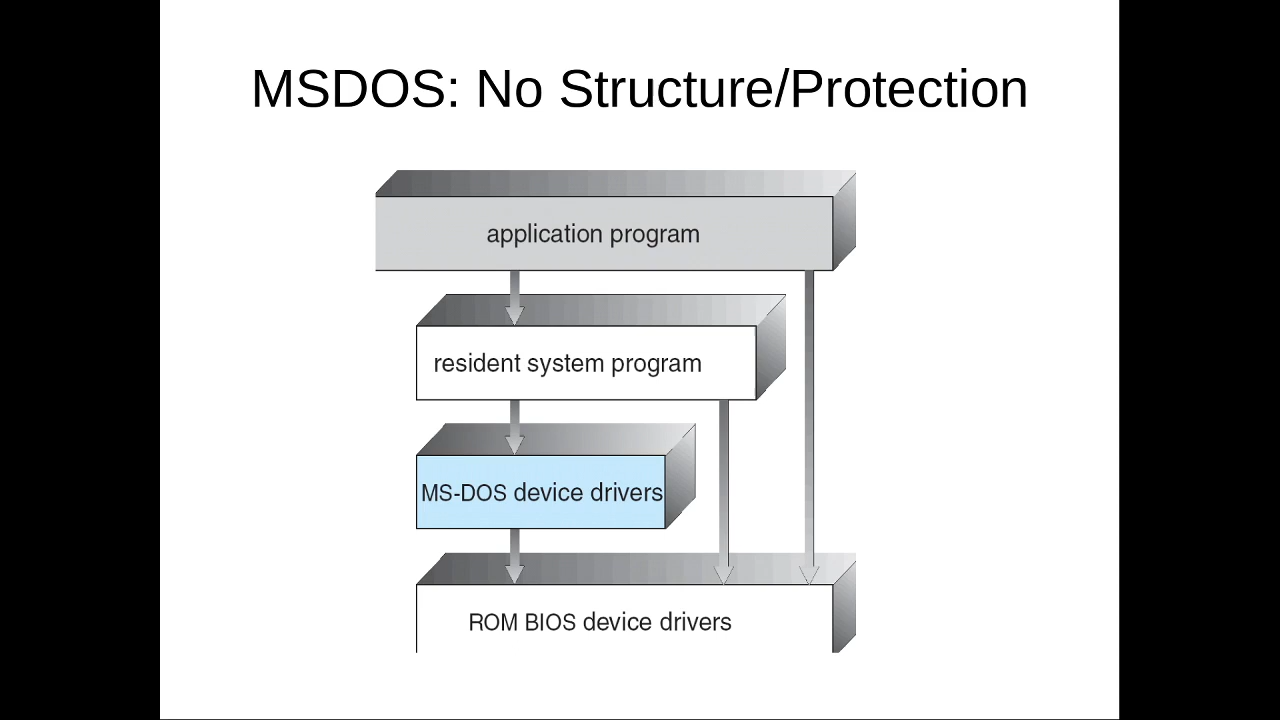 MSDOS: No Structure/Protection
application program
resident system program
MS-DOS device drivers
ROM BIOS device drivers